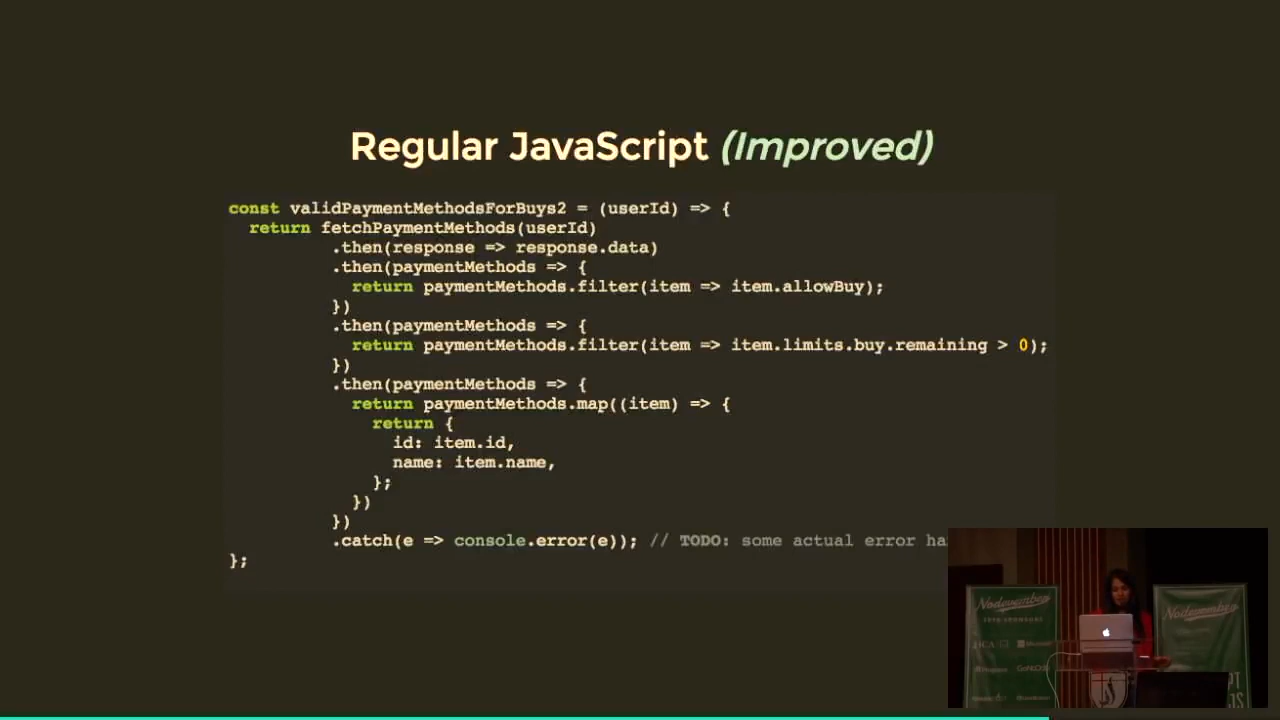 Regular JavaScript (Improved)
const validPaymentMethodsForBuys2 = (userId) => {
return fetchPaymentMethods(userId)
.then(response => response.data)
.then(paymentMethods => {
return paymentMethods.filter(item => item.allowBuy);
})
.then(paymentMethods => {
return paymentMethods.filter(item => item.limits.buy.remaining > 0);
})
.then(paymentMethods => {
return paymentMethods.map((item) => {
return {
id: item.id,
name: item.name,
};
})
})
.catch(e => console.error(e)); // TODO: some actual error ha
};
Nodevember
Nodevember